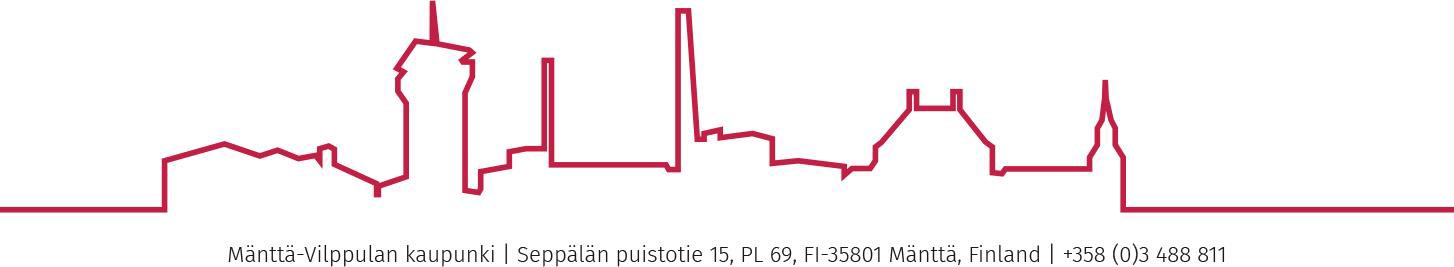 Mänttä-Vilppulan kaupunki | Seppälän puistotie 15, PL 69, FI-35801 Mänttä, Finland | +358 (0)3 488 811